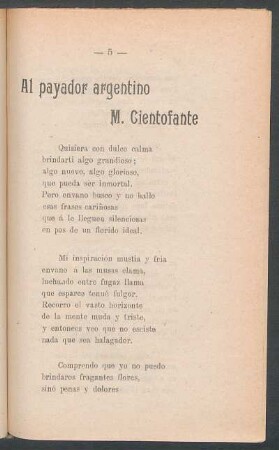 — 5 —
Al payador argentino
M. Cientofante
Quisiera con dulce calma
brindarti algo grandioso;
algo nuevo, algo glorioso,
que pueda ser inmortal.
Pero envano busco y no hallo
esas frases cariñosas
que á le lleguen silenciosas
en pos de un florido ideal.
Mi inspiración mustia y fria
envano a las musas clama,
luchando entre fugaz llama
que esparce tenuo fulgor.
Recorro el vasto horizonte
de la mente muda y triste,
y entonces veo que no existe
nada que sea halagador.
Comprendo que yo no puedo
brindaros fragantes flores,
sinó penas y dolores